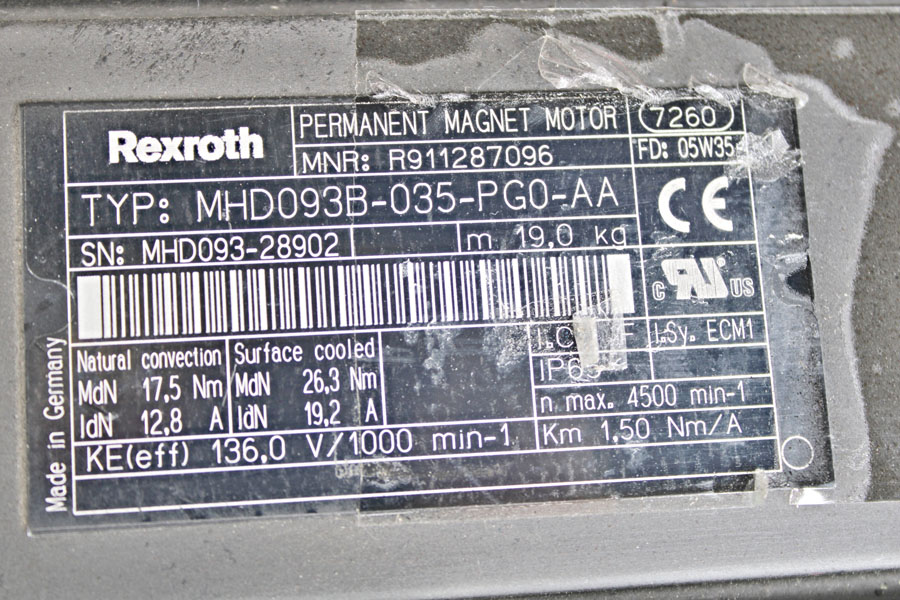 Rexroth
PERMANENT MAGNET MOTOR
7260
MNR: R911287096
FD: 05W35
TYP: MHD093B-035-PG0-AA
CE
SN: MHD093-28902
m 19,0 kg
C UR US
Natural convection
MdN 17,5 Nm
IdN 12,8 A
Surface cooled
MdN 26,3 Nm
IdN 19,2 A
I.Sy. ECM1
n max. 4500 min-1
KE(eff) 136,0 V/1000 min-1
Km 1,50 Nm/A
Made in Germany